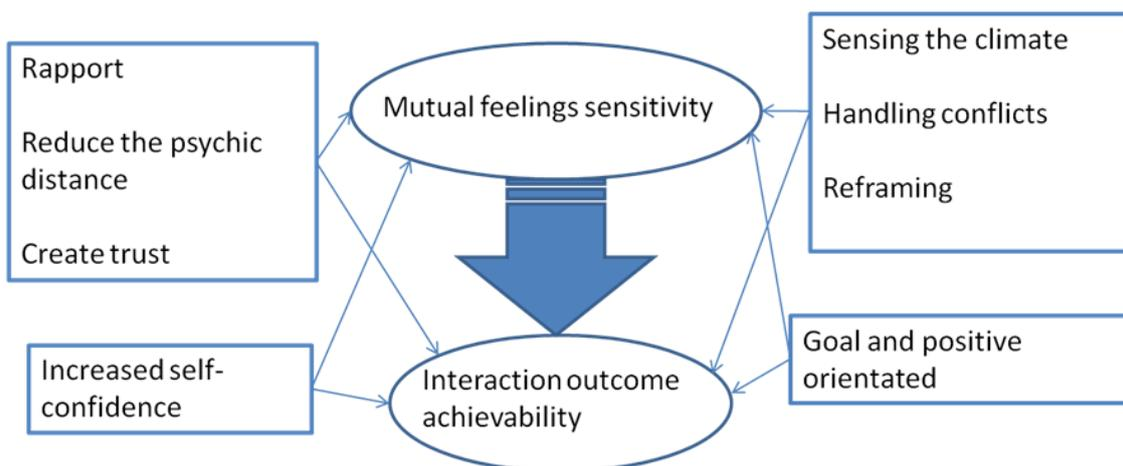 Rapport
Reduce the psychic
distance
Create trust
Increased self-
confidence
Mutual feelings sensitivity
Interaction outcome
achievability
Sensing the climate
Handling conflicts
Reframing
Goal and positive
orientated